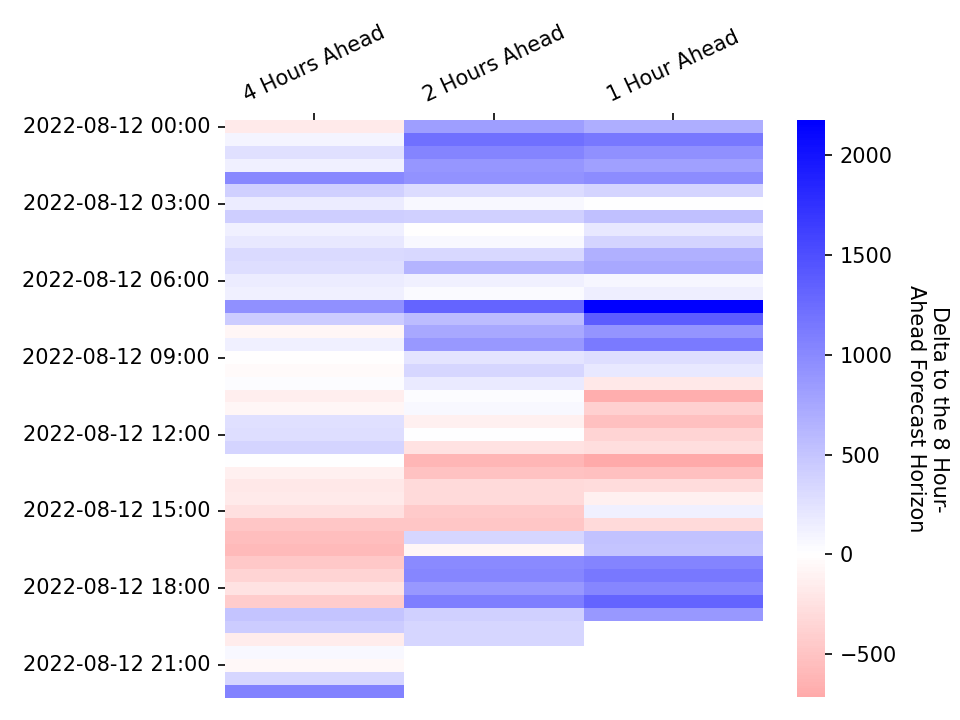 4 Hours Ahead
2 Hours Ahead
1 Hour Ahead
2022-08-12 00:00
2022-08-12 03:00
2022-08-12 06:00
2022-08-12 09:00
2022-08-12 12:00
2022-08-12 15:00
2022-08-12 18:00
2022-08-12 21:00
2000
1500
1000
500
0
−500
Delta to the 8 Hour-
Ahead Forecast Horizon